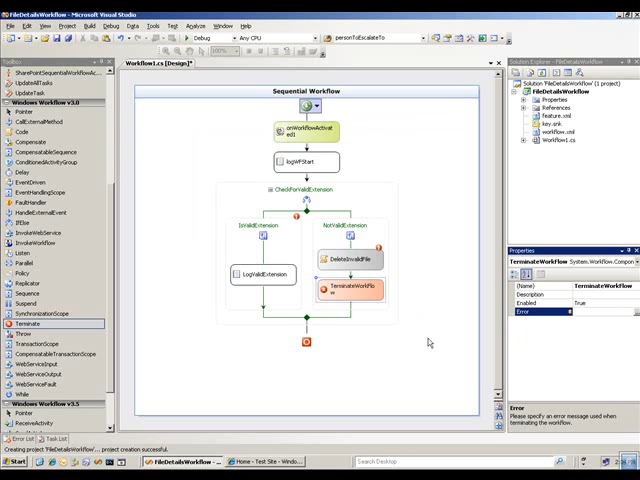 FileDetailsWorkflow - Microsoft Visual Studio
File Edit View Project Build Debug Data Tools Test Analyze Window Help
Debug Any CPU personToEscalateTo
100%
Toolbox
SharePointSequentialWorkflowAc...
UpdateAllTasks
UpdateTask
Windows Workflow v3.0
Pointer
CallExternalMethod
Code
Compensate
CompensatableSequence
ConditionedActivityGroup
Delay
EventDriven
EventHandlingScope
FaultHandler
HandleExternalEvent
IfElse
InvokeWebService
InvokeWorkflow
Listen
Parallel
Policy
Replicator
Sequence
Suspend
SynchronizationScope
Terminate
Throw
TransactionScope
CompensatableTransactionScope
WebServiceInput
WebServiceOutput
WebServiceFault
While
Windows Workflow v3.5
Pointer
ReceiveActivity
Workflow1.cs [Design]*
Sequential Workflow
onWorkflowActivat
ed1
logWFStart
CheckForValidExtension
IsValidExtension
NotValidExtension
LogValidExtension
DeleteInvalidFile
TerminateWorkflo
w
Solution Explorer - FileDetailsW...
Solution 'FileDetailsWorkflow' (1 project)
FileDetailsWorkflow
Properties
References
feature.xml
key.snk
workflow.xml
Workflow1.cs
Properties
TerminateWorkflow System.Workflow.Compon
(Name) TerminateWorkflow
Description
Enabled True
Error
Error
Please specify an error message used when
terminating the workflow.
Error List Task List
Creating project 'FileDetailsWorkflow'... project creation successful.
Start
FileDetailsWorkflow - ...
Home - Test Site - Windo...
Search Desktop